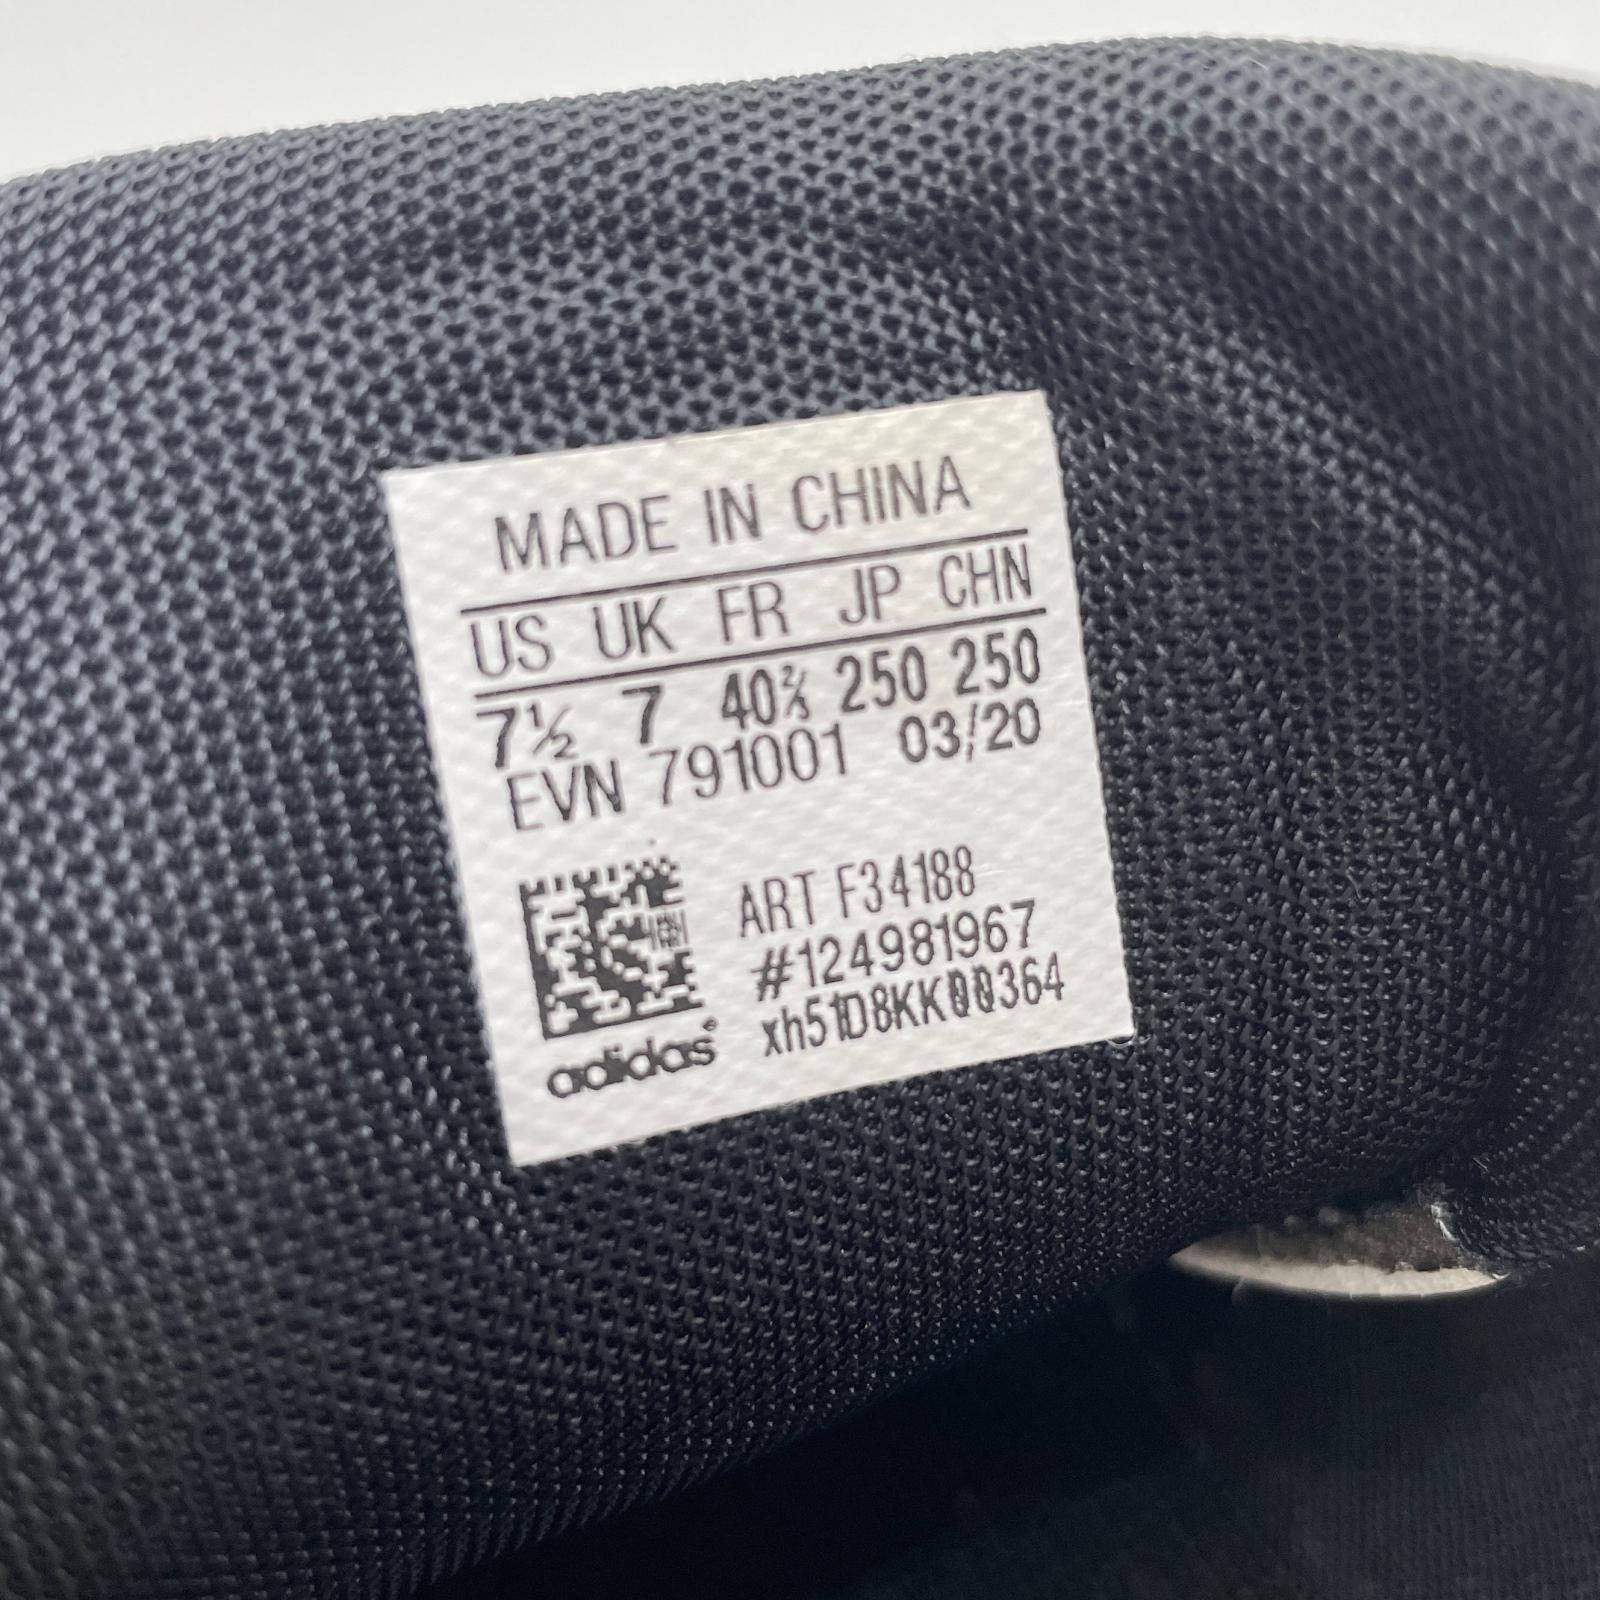 MADE IN CHINA
US UK FR JP CHN
7½ 7 40⅔ 250 250
EVN 791001 03/20
ART F34188
#124981967
xh51D8KK00364
adidas®